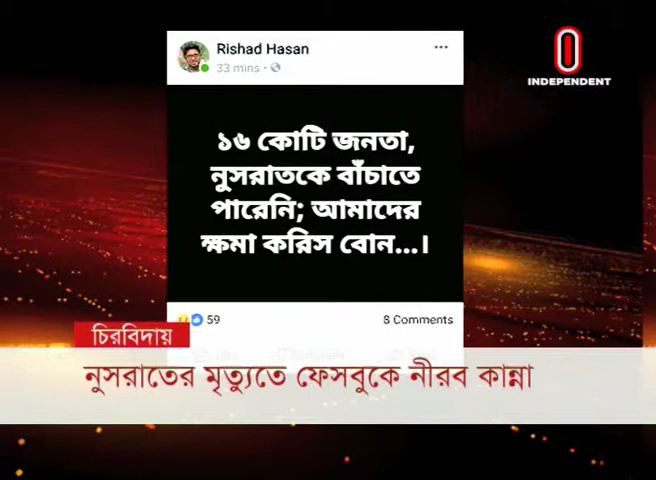 Rishad Hasan
33 mins
INDEPENDENT
১৬ কোটি জনতা,
নুসরাতকে বাঁচাতে
পারেনি; আমাদের
ক্ষমা করিস বোন...।
59
8 Comments
চিরবিদায়
নুসরাতের মৃত্যুতে ফেসবুকে নীরব কান্না